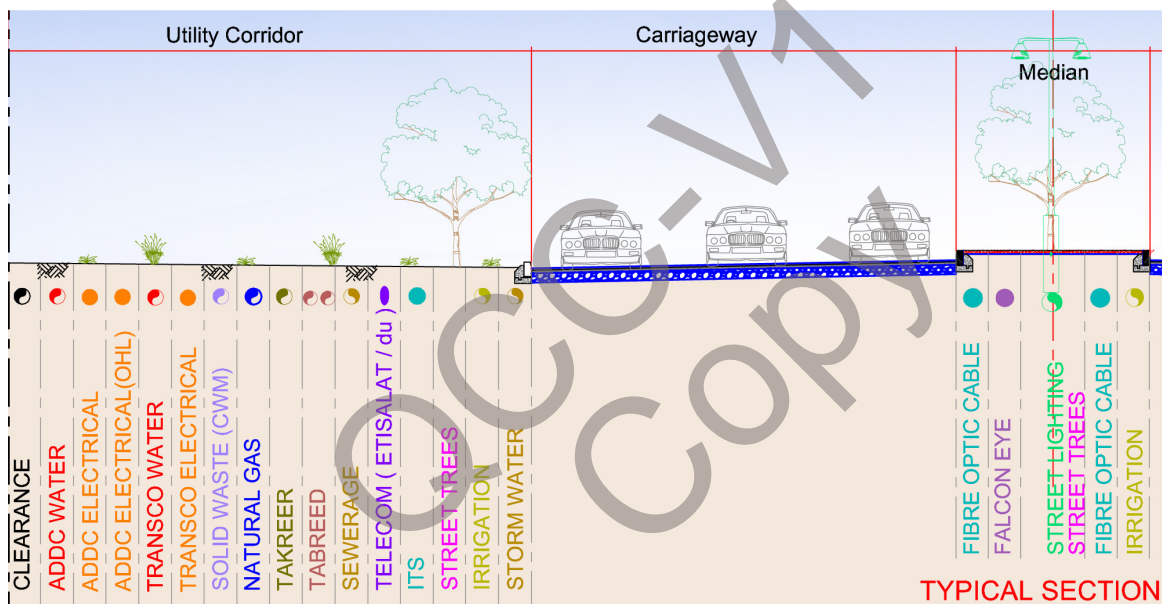 Utility Corridor
Carriageway
Median
CLEARANCE
ADDC WATER
ADDC ELECTRICAL
ADDC ELECTRICAL(OHL)
TRANSCO WATER
TRANSCO ELECTRICAL
SOLID WASTE (CWM)
NATURAL GAS
TAKREER
TABREED
SEWERAGE
TELECOM ( ETISALAT / du )
ITS
STREET TREES
IRRIGATION
STORM WATER
FIBRE OPTIC CABLE
FALCON EYE
STREET LIGHTING
STREET TREES
FIBRE OPTIC CABLE
IRRIGATION
TYPICAL SECTION
QCC-V1
Copy